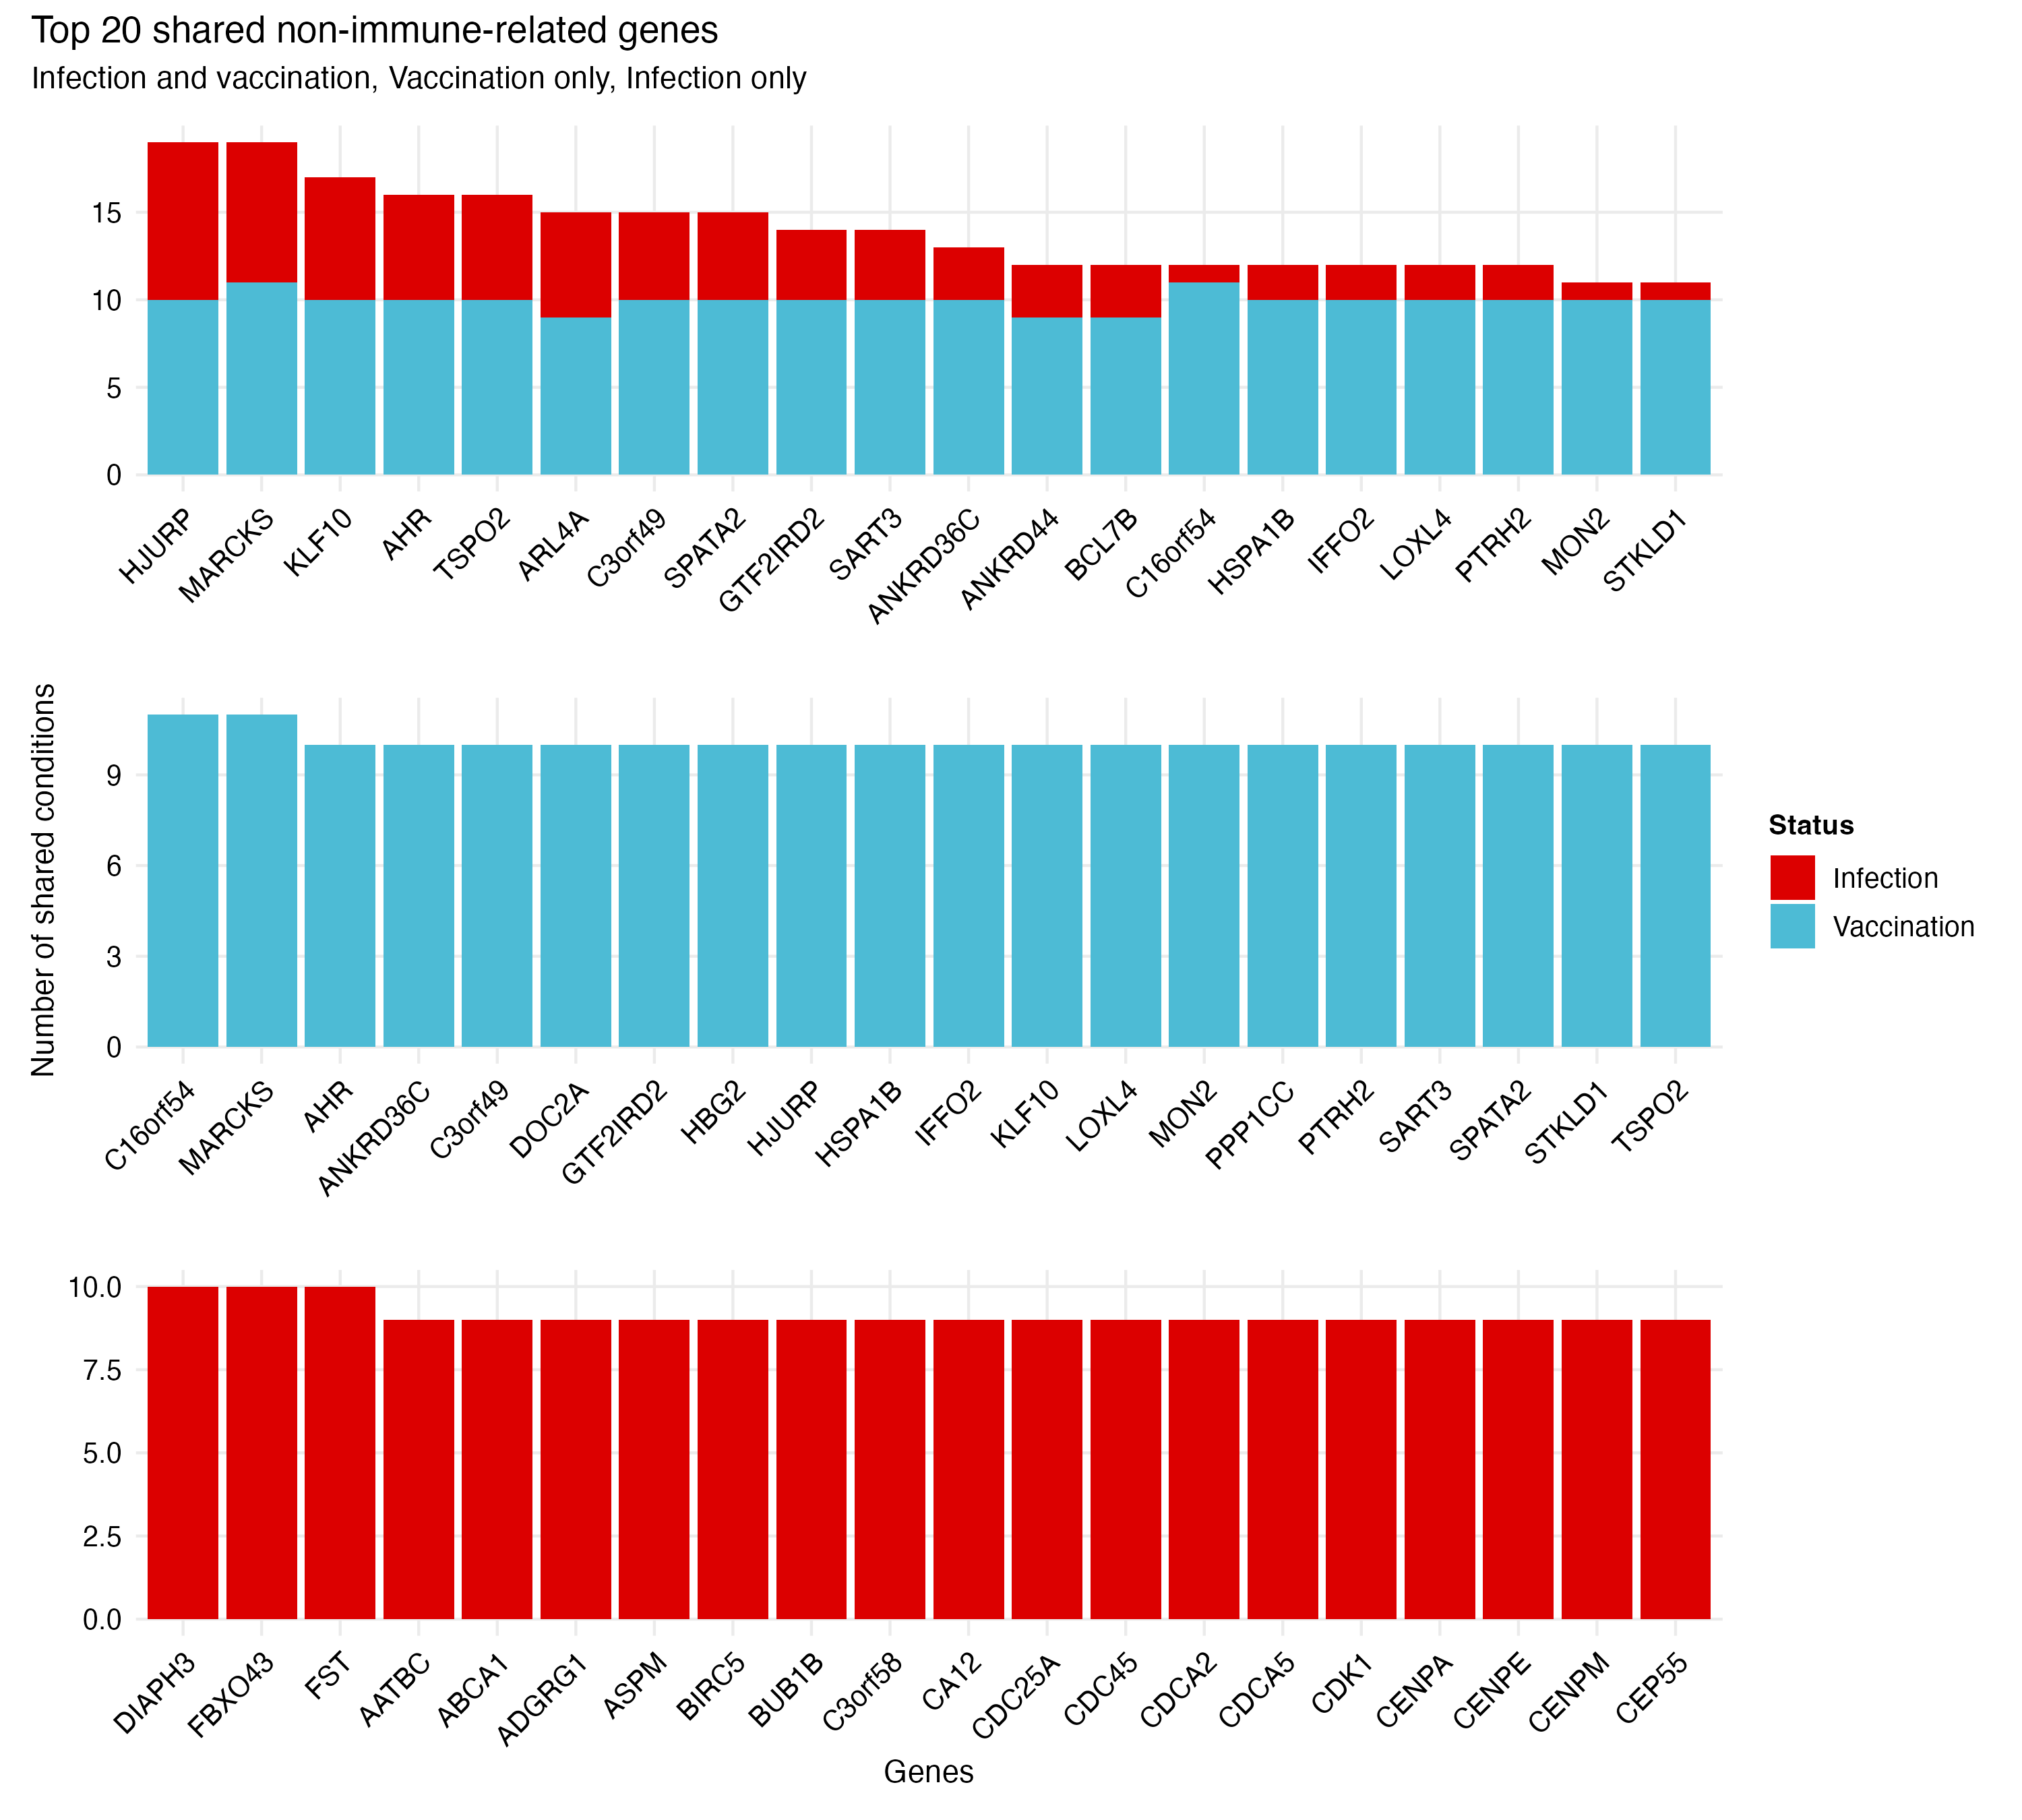 Top 20 shared non-immune-related genes
Infection and vaccination, Vaccination only, Infection only
15
10
5
0
HJURP
MARCKS
KLF10
AHR
TSPO2
ARL4A
C3orf49
SPATA2
GTF2IRD2
SART3
ANKRD36C
ANKRD44
BCL7B
C16orf54
HSPA1B
IFFO2
LOXL4
PTRH2
MON2
STKLD1
Number of shared conditions
9
6
3
0
C16orf54
MARCKS
AHR
ANKRD36C
C3orf49
DOC2A
GTF2IRD2
HBG2
HJURP
HSPA1B
IFFO2
KLF10
LOXL4
MON2
PPP1CC
PTRH2
SART3
SPATA2
STKLD1
TSPO2
Status
Infection
Vaccination
10.0
7.5
5.0
2.5
0.0
DIAPH3
FBXO43
FST
AATBC
ABCA1
ADGRG1
ASPM
BIRC5
BUB1B
C3orf58
CA12
CDC25A
CDC45
CDCA2
CDCA5
CDK1
CENPA
CENPE
CENPM
CEP55
Genes